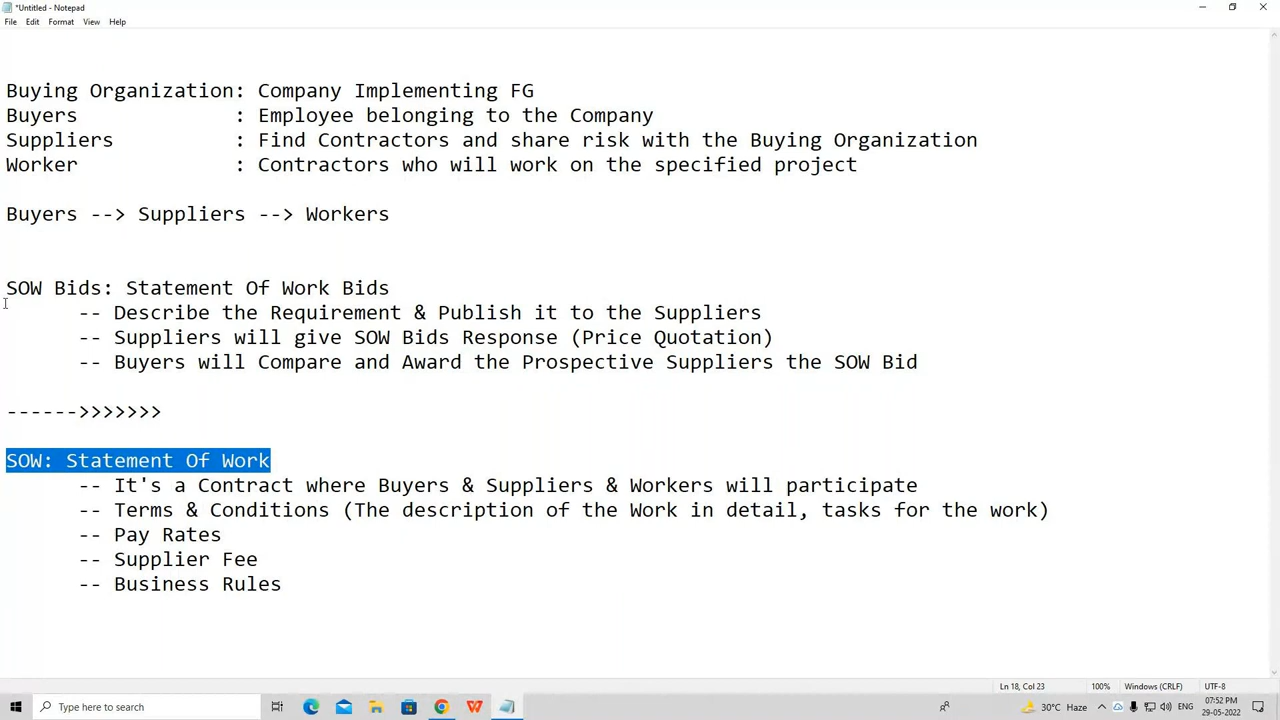 *Untitled - Notepad
File Edit Format View Help
Buying Organization: Company Implementing FG
Buyers : Employee belonging to the Company
Suppliers : Find Contractors and share risk with the Buying Organization
Worker : Contractors who will work on the specified project
Buyers --> Suppliers --> Workers
SOW Bids: Statement Of Work Bids
-- Describe the Requirement & Publish it to the Suppliers
-- Suppliers will give SOW Bids Response (Price Quotation)
-- Buyers will Compare and Award the Prospective Suppliers the SOW Bid
------>>>>>>>
SOW: Statement Of Work
-- It's a Contract where Buyers & Suppliers & Workers will participate
-- Terms & Conditions (The description of the Work in detail, tasks for the work)
-- Pay Rates
-- Supplier Fee
-- Business Rules
Ln 18, Col 23 100% Windows (CRLF) UTF-8
Type here to search 30°C Haze ENG 07:52 PM
29-05-2022